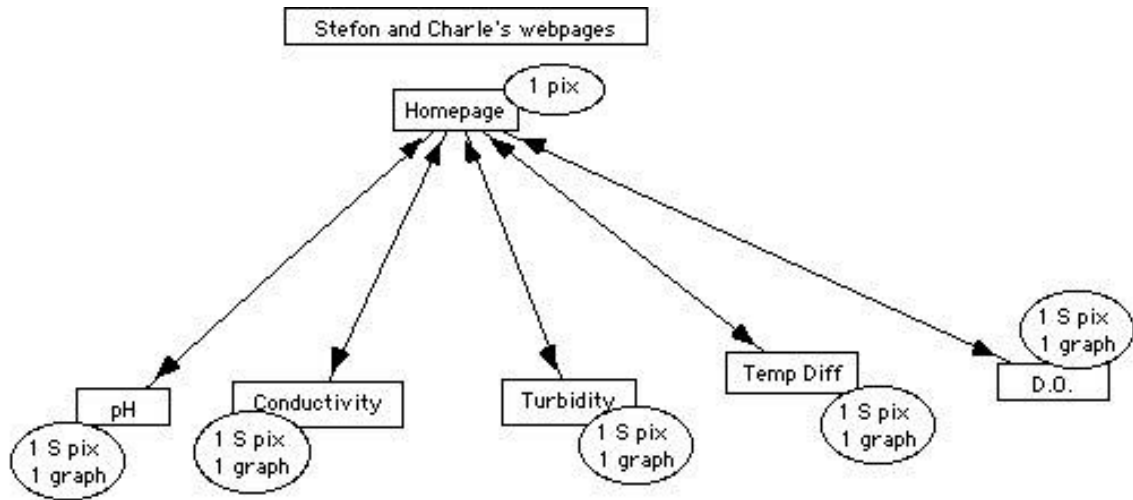 Stefon and Charle's webpages
1 pix
Homepage
1 S pix
1 graph
Temp Diff
D.O.
pH
Conductivity
Turbidity
1 S pix
1 graph
1 S pix
1 graph
1 S pix
1 graph
1 S pix
1 graph